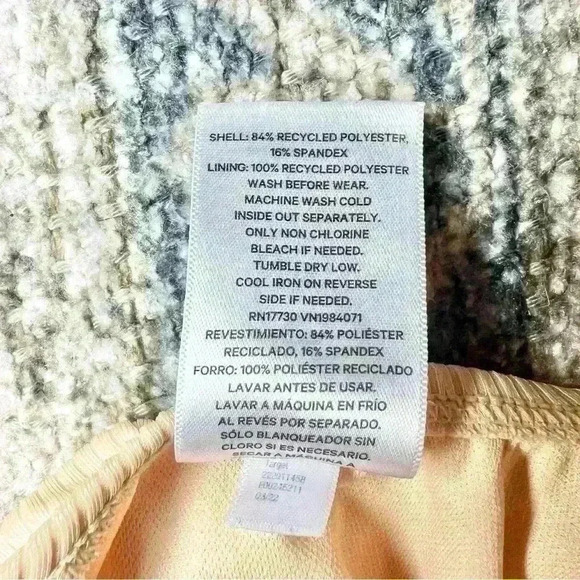 SHELL: 84% RECYCLED POLYESTER,
16% SPANDEX
LINING: 100% RECYCLED POLYESTER
WASH BEFORE WEAR.
MACHINE WASH COLD
INSIDE OUT SEPARATELY.
ONLY NON CHLORINE
BLEACH IF NEEDED.
TUMBLE DRY LOW.
COOL IRON ON REVERSE
SIDE IF NEEDED.
RN17730 VN1984071
REVESTIMIENTO: 84% POLIÉSTER
RECICLADO, 16% SPANDEX
FORRO: 100% POLIÉSTER RECICLADO
LAVAR ANTES DE USAR.
LAVAR A MÁQUINA EN FRÍO
AL REVÉS POR SEPARADO.
SÓLO BLANQUEADOR SIN
CLORO SI ES NECESARIO.
SECAR A MÁQUINA A
Target